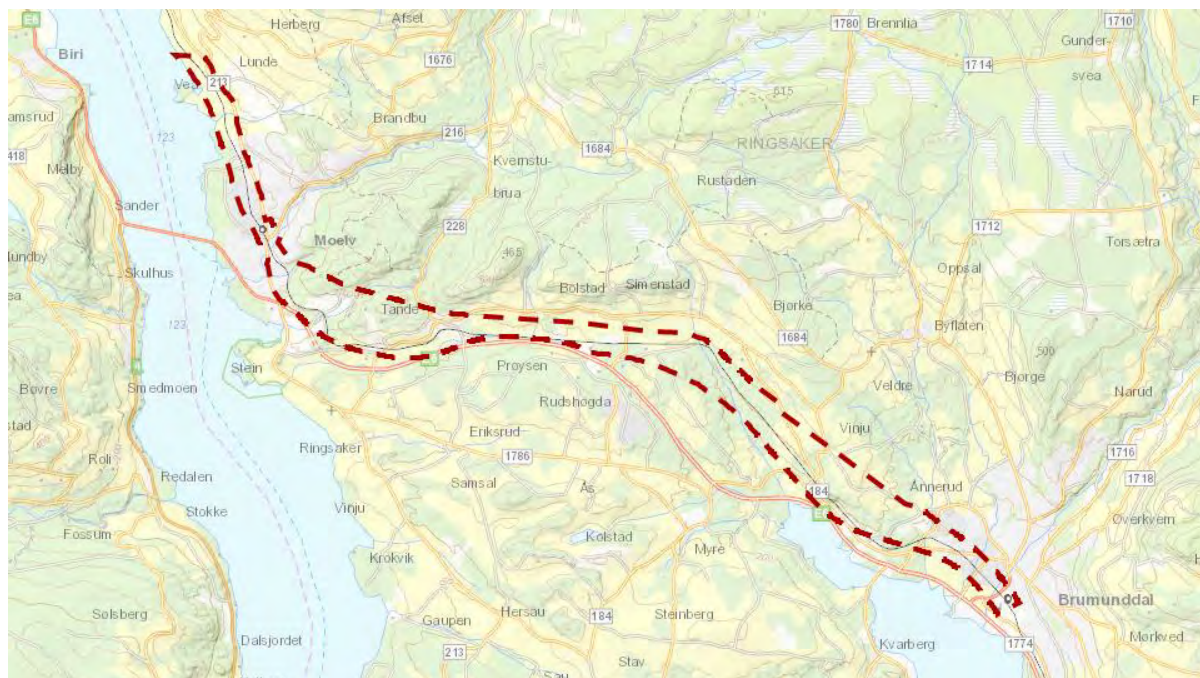 E6
Herberg
Afset
1780
Brennlia
1710
Biri
Lunde
1676
Gunder-
svea
1714
213
amsrud
Brandbu
515
123
216
RINGSAKER
418
Melby
Kvernstu-
brua
1684
Rustaden
Sander
228
1712
Moelv
Torsætra
465
Skulhus
Oppsal
Bolstad
Simenstad
Bjørke
123
Tande
1684
Byflaten
500
Stein
Prøysen
Bjørge
Bøvre
Smedmoen
Veldre
Narud
Rudshøgda
Eriksrud
Vinju
Ringsaker
Roli
1786
1716
Redalen
Samsal
Ås
184
Ånnerud
1718
Vinju
Stokke
Øverkvern
Fossum
Kolstad
Myre
Krokvik
Brumunddal
Sølsberg
Hersau
184
Steinberg
Gaupen
Mørkved
Dalsjordet
Kvarberg
1774
213
Stav